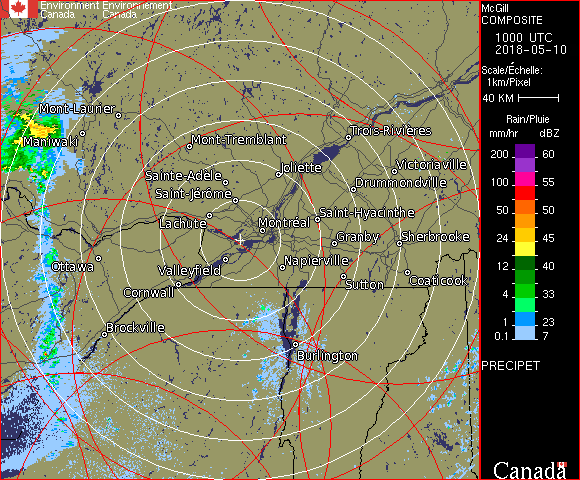 Environment Environnement
Canada Canada
McGill
COMPOSITE
1000 UTC
2018-05-10
Scale/Échelle:
1km/Pixel
40 KM
Rain/Pluie
mm/hr dBZ
200 60
150 57
100 55
50 50
24 45
12 40
4 33
1 23
0.1 7
PRECIPET
Canada
Mont-Laurier
Maniwaki
Mont-Tremblant
Trois-Rivières
Sainte-Adèle
Joliette
Victoriaville
Saint-Jérôme
Drummondville
Lachute
Montréal
Saint-Hyacinthe
Granby
Sherbrooke
Ottawa
Valleyfield
Napierville
Cornwall
Sutton
Coaticook
Brockville
Burlington